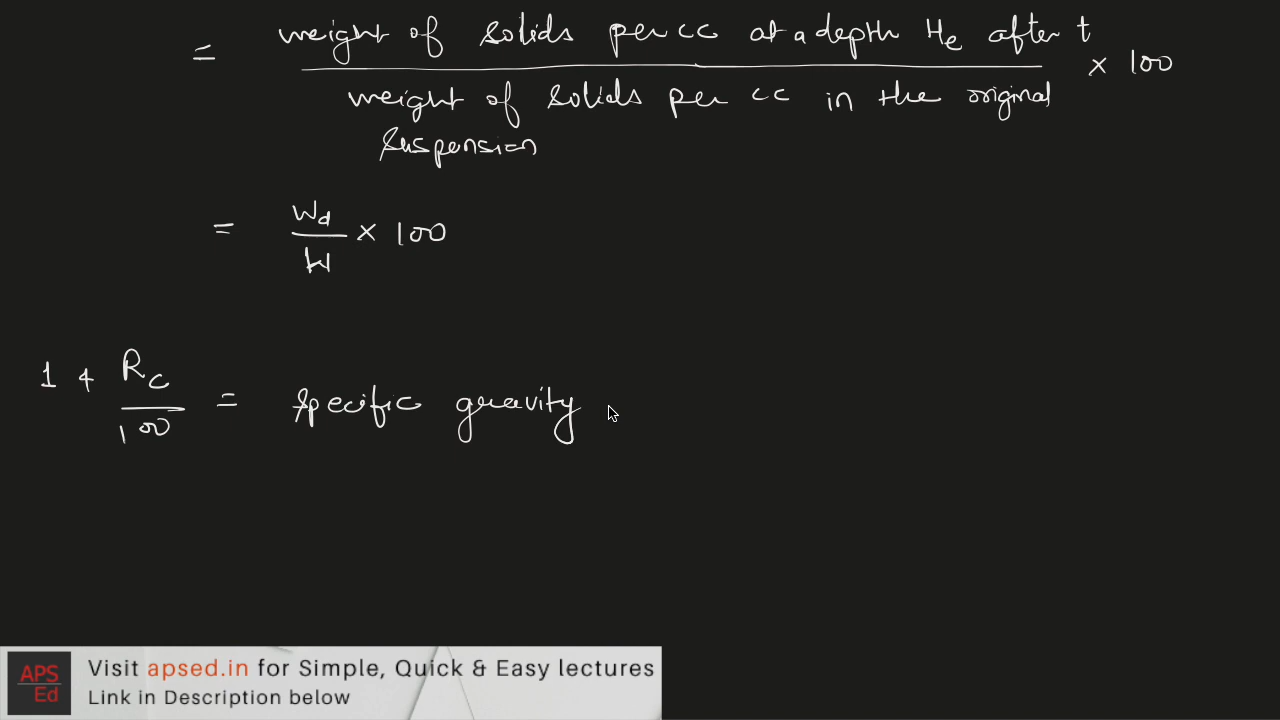 = weight of solids per cc at a depth He after t × 100
weight of solids per cc in the original
suspension
= Wd / W × 100
1 + Rc / 100 = specific gravity
APS
Ed
Visit apsed.in for Simple, Quick & Easy lectures
Link in Description below